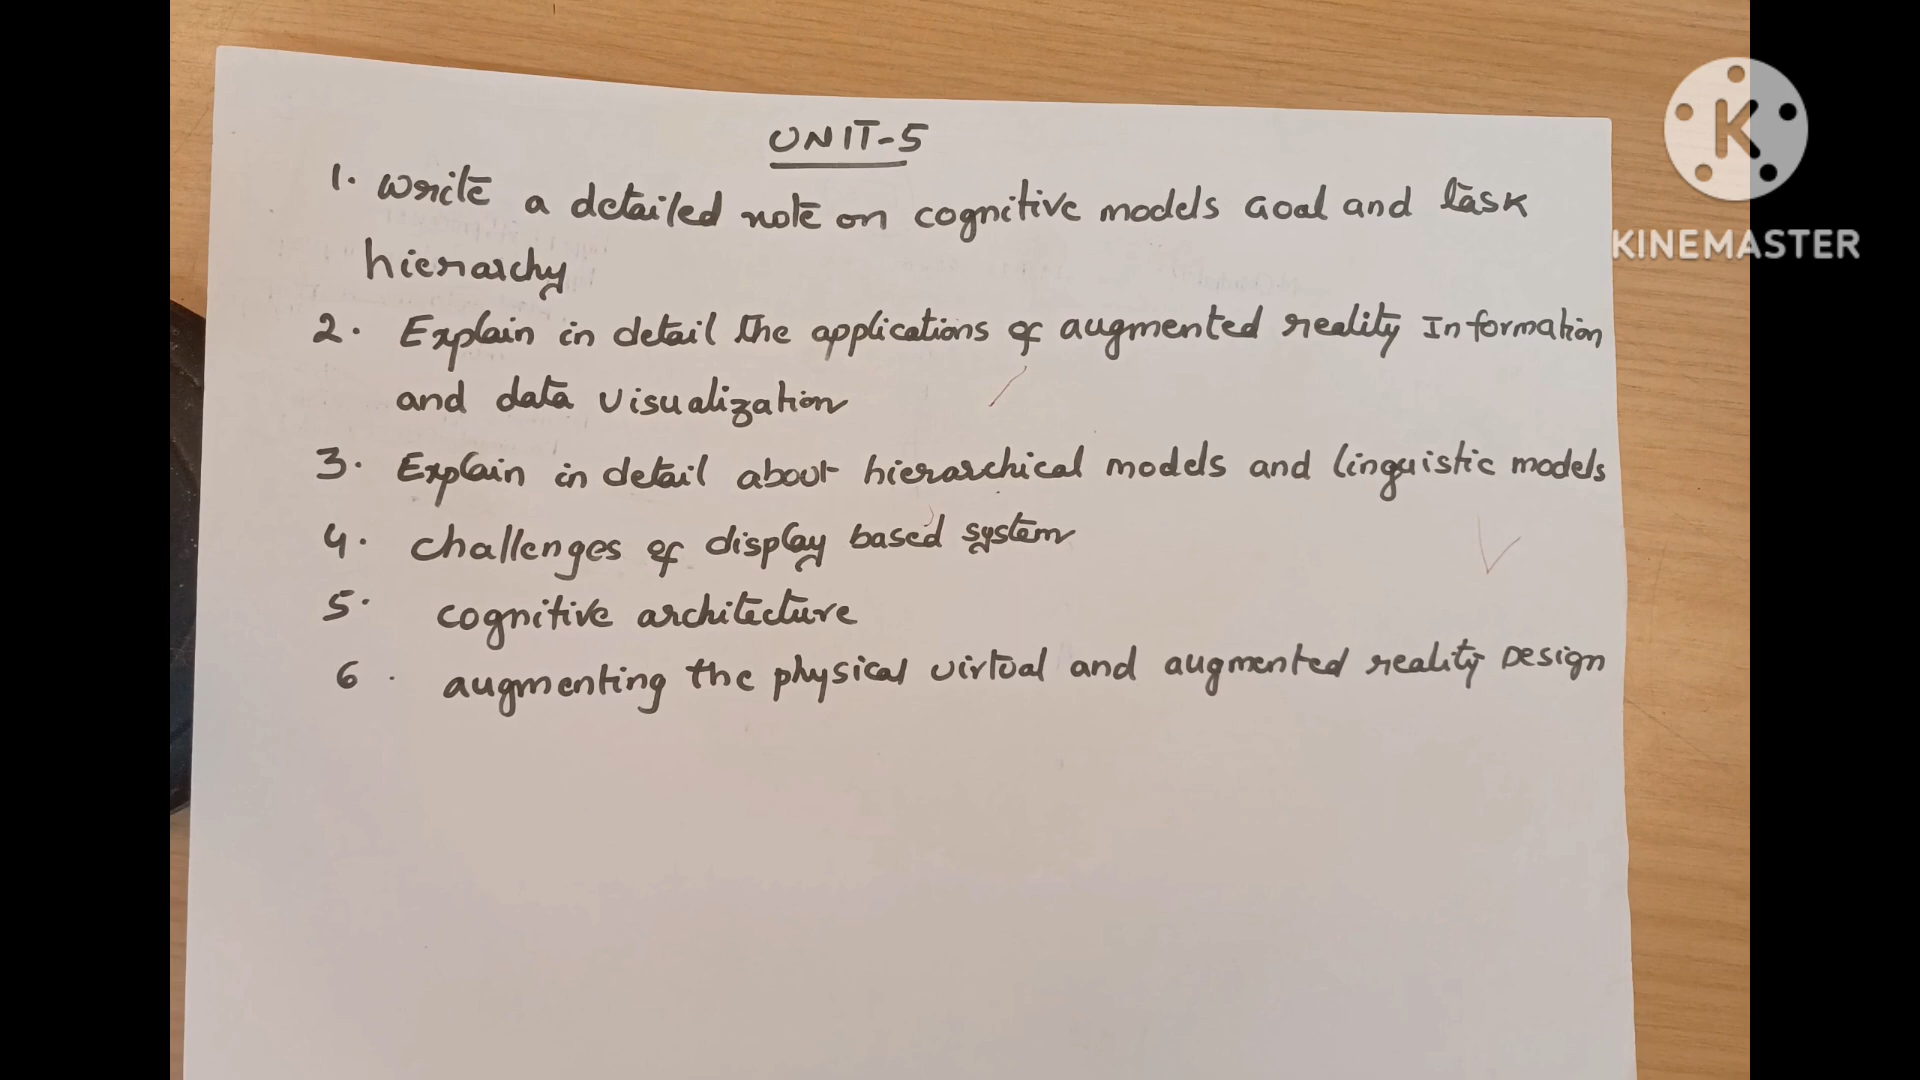 UNIT-5
1. write a detailed note on cognitive models Goal and task
hierarchy
2. Explain in detail the applications of augmented reality Information
and data visualization
3. Explain in detail about hierarchical models and linguistic models
4. challenges of display based system
5. cognitive architecture
6. augmenting the physical virtual and augmented reality Design
K
KINEMASTER